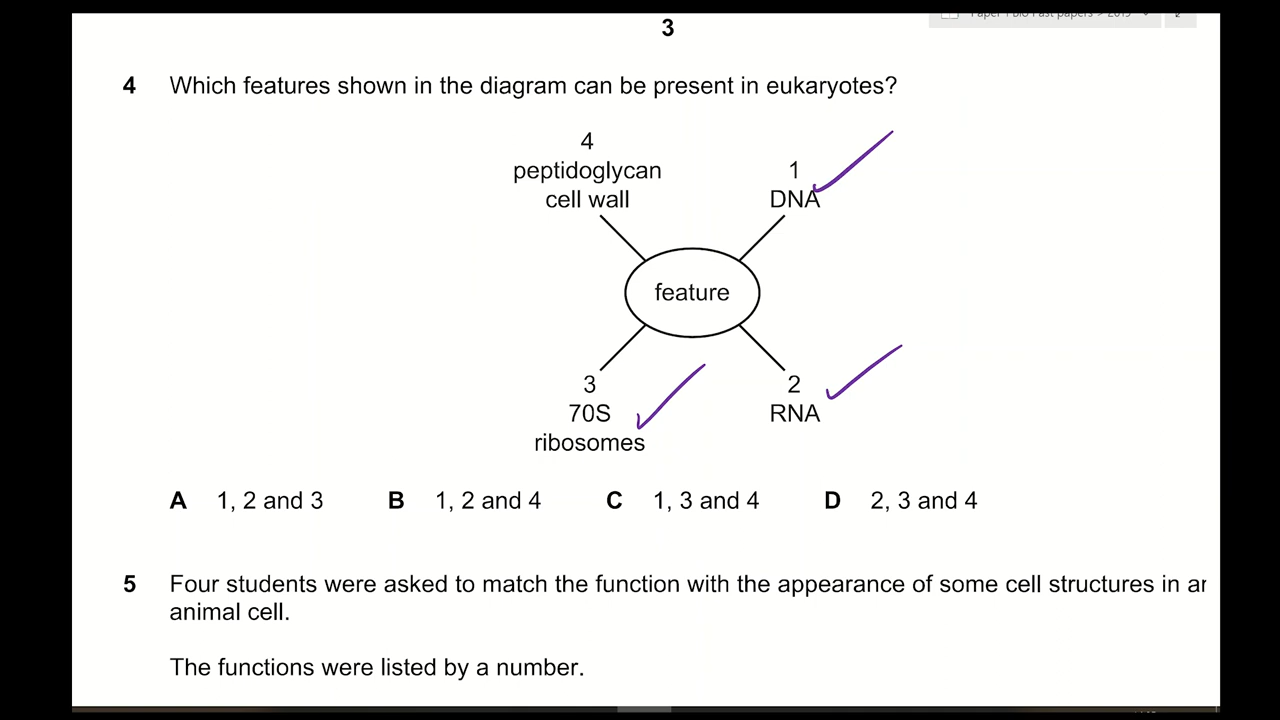 3
4 Which features shown in the diagram can be present in eukaryotes?
4
peptidoglycan
cell wall
1
DNA
feature
3
70S
ribosomes
2
RNA
A 1, 2 and 3 B 1, 2 and 4 C 1, 3 and 4 D 2, 3 and 4
5 Four students were asked to match the function with the appearance of some cell structures in
animal cell.
The functions were listed by a number.